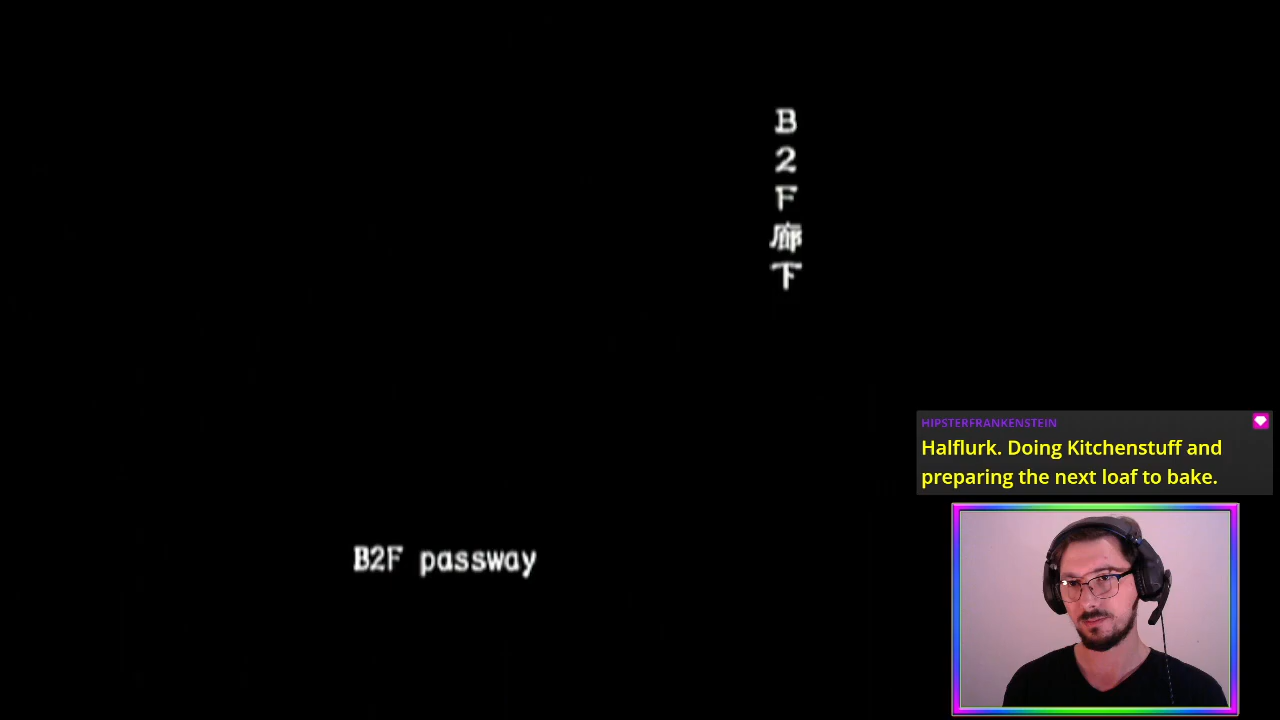 B2F廊下
HIPSTERFRANKENSTEIN
Halflurk. Doing Kitchenstuff and
preparing the next loaf to bake.
B2F passway